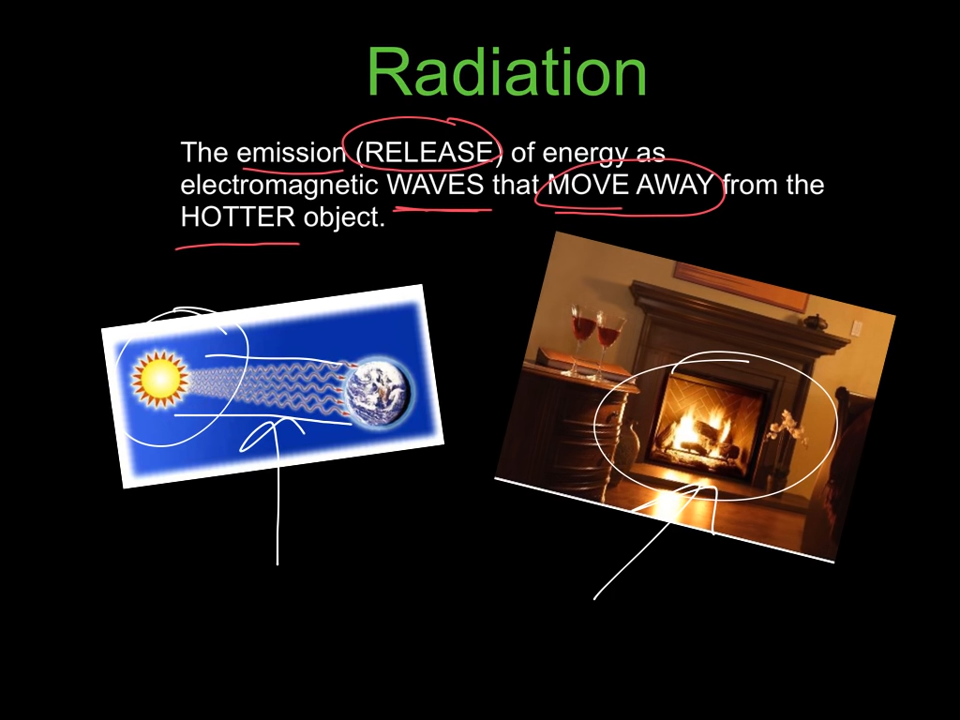 Radiation
The emission (RELEASE) of energy as
electromagnetic WAVES that MOVE AWAY from the
HOTTER object.